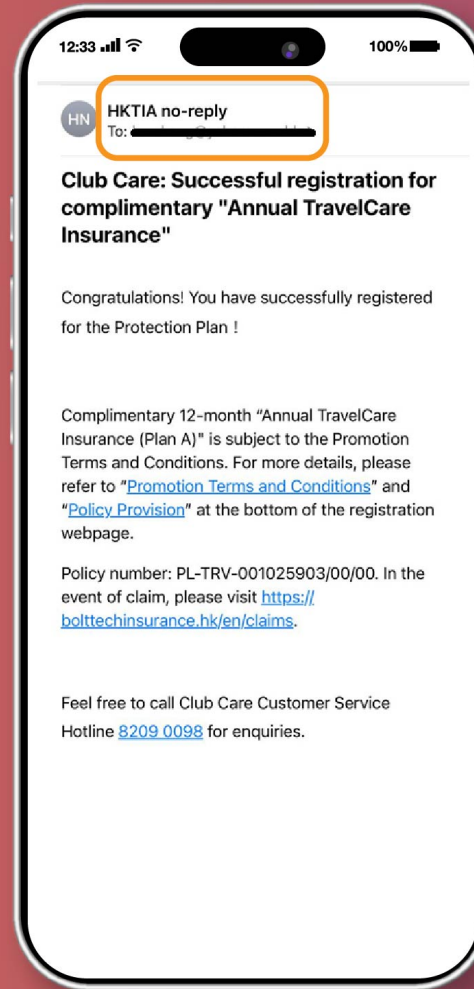 12:33
100%
HN
HKTIA no-reply
To:
Club Care: Successful registration for
complimentary "Annual TravelCare
Insurance"
Congratulations! You have successfully registered
for the Protection Plan !
Complimentary 12-month “Annual TravelCare
Insurance (Plan A)" is subject to the Promotion
Terms and Conditions. For more details, please
refer to “Promotion Terms and Conditions” and
“Policy Provision” at the bottom of the registration
webpage.
Policy number: PL-TRV-001025903/00/00. In the
event of claim, please visit https://
bolttechinsurance.hk/en/claims.
Feel free to call Club Care Customer Service
Hotline 8209 0098 for enquiries.